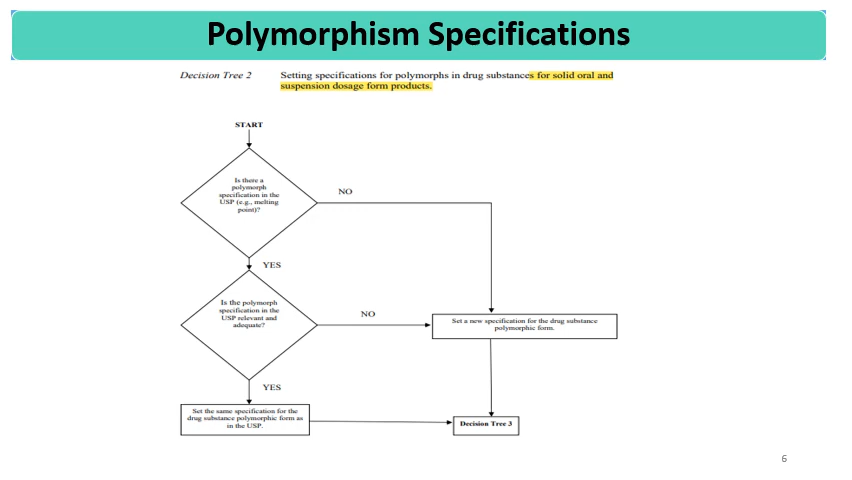 Polymorphism Specifications
Decision Tree 2 Setting specifications for polymorphs in drug substances for solid oral and
suspension dosage form products.
START
Is there a
polymorph
specification in the
USP (e.g., melting
point)?
NO
YES
Is the polymorph
specification in the
USP relevant and
adequate?
NO
Set a new specification for the drug substance
polymorphic form.
YES
Set the same specification for the
drug substance polymorphic form as
in the USP.
Decision Tree 3
6